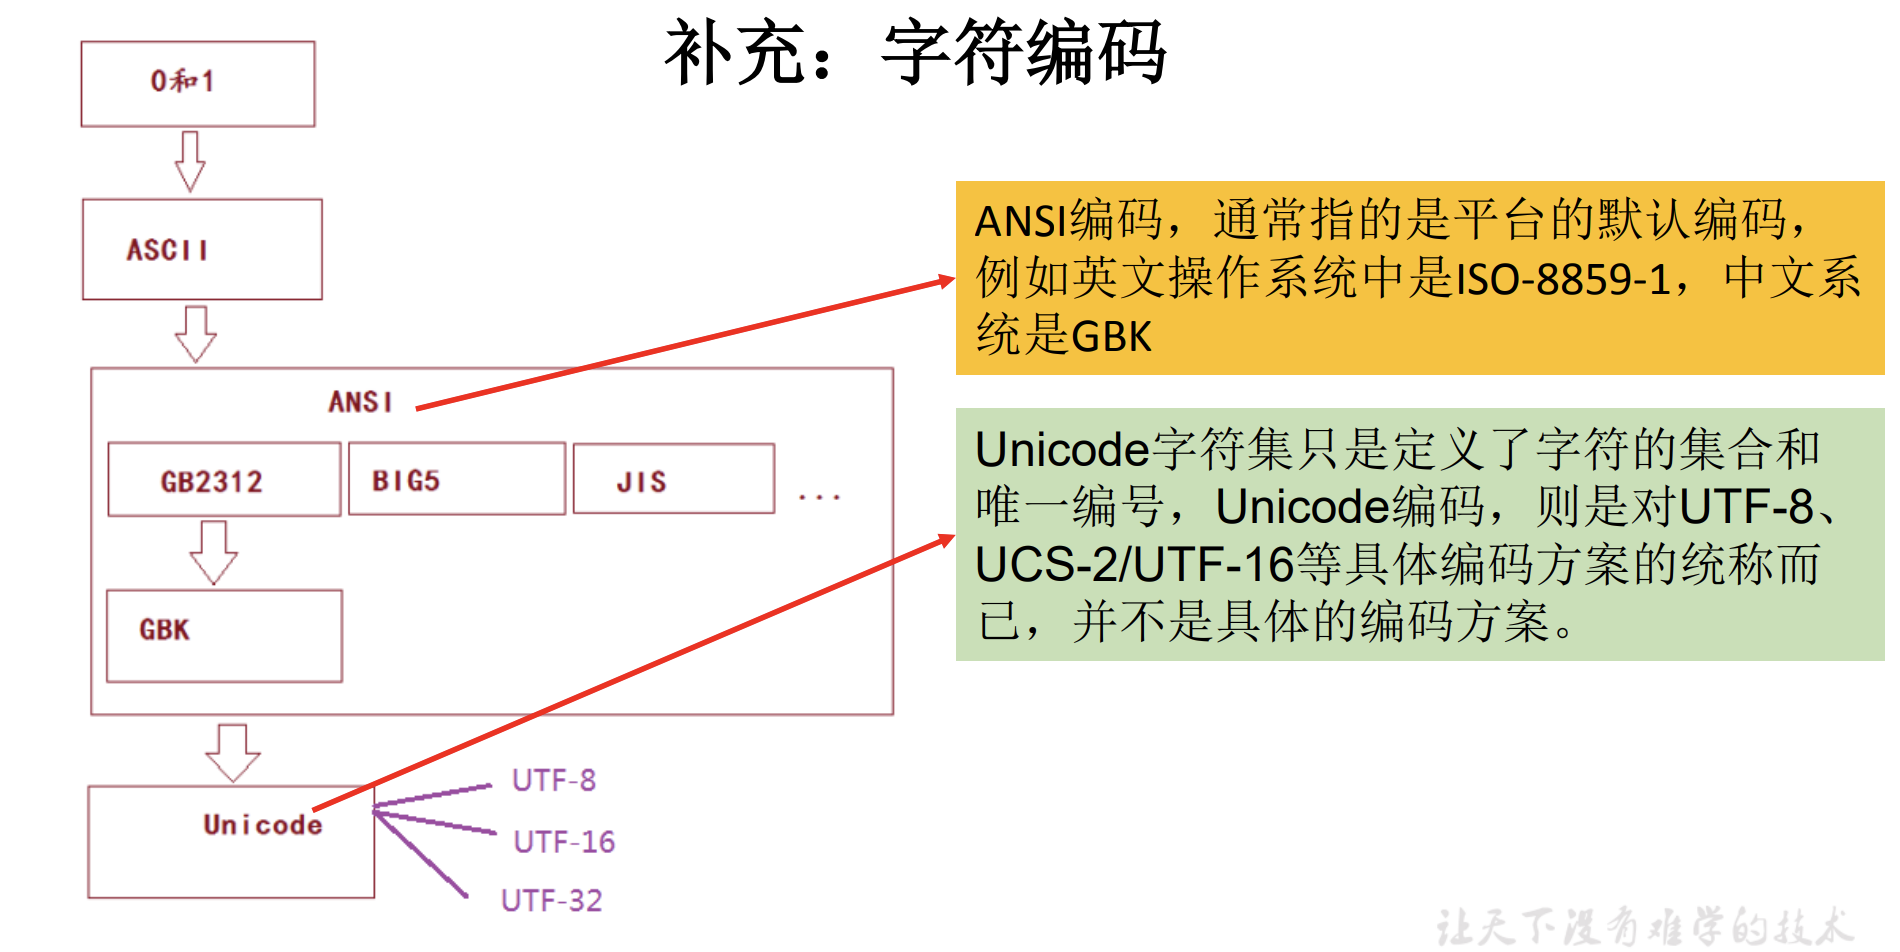 补充：字符编码
0和1
ASCII
ANSI
GB2312
BIG5
JIS
...
GBK
Unicode
UTF-8
UTF-16
UTF-32
ANSI编码，通常指的是平台的默认编码，
例如英文操作系统中是ISO-8859-1，中文系
统是GBK
Unicode字符集只是定义了字符的集合和
唯一编号，Unicode编码，则是对UTF-8、
UCS-2/UTF-16等具体编码方案的统称而
已，并不是具体的编码方案。
让天下没有难学的技术